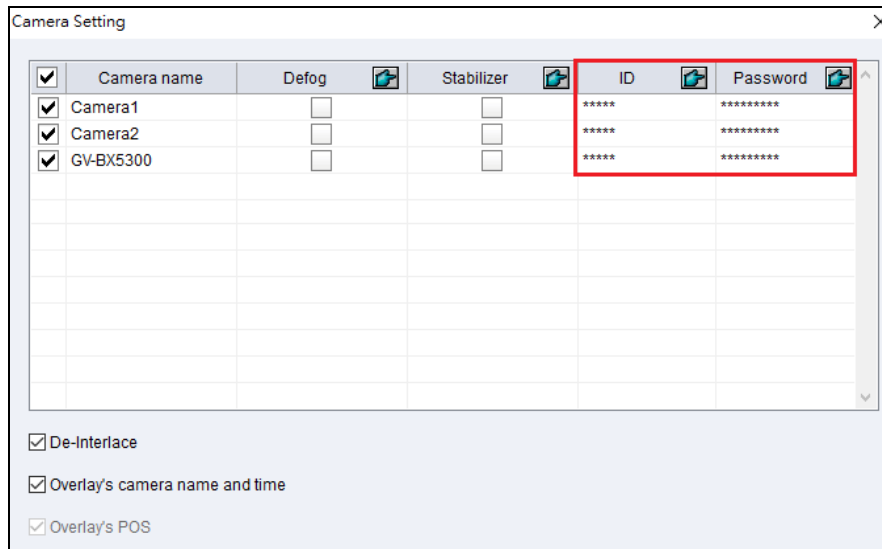 Camera Setting
Camera name Defog Stabilizer ID Password
Camera1 ***** *********
Camera2 ***** *********
GV-BX5300 ***** *********
De-Interlace
Overlay's camera name and time
Overlay's POS